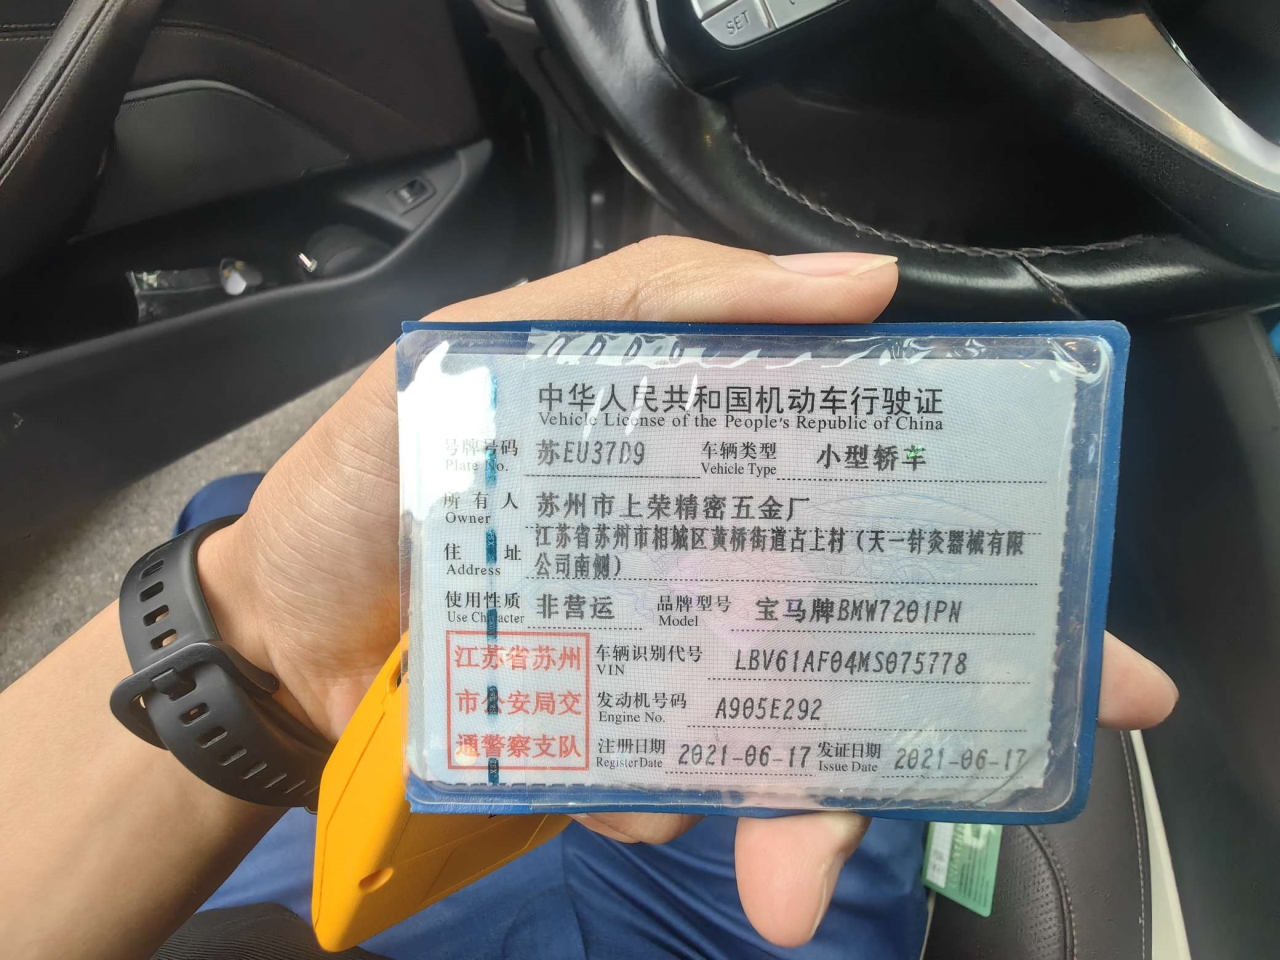 SET
中华人民共和国机动车行驶证
Vehicle License of the People's Republic of China
号牌号码 苏EU37D9 车辆类型 小型轿车
Plate No. Vehicle Type
所有人 苏州市上荣精密五金厂
Owner
住址 江苏省苏州市相城区黄桥街道占上村（天一针灸器械有限
Address 公司南侧）
使用性质 非营运 品牌型号 宝马牌BMW7201PN
Use Character Model
江苏省苏州
市公安局交
通警察支队
车辆识别代号 LBV61AF04MS075778
VIN
发动机号码 A905E292
Engine No.
注册日期 2021-06-17 发证日期 2021-06-17
Register Date Issue Date